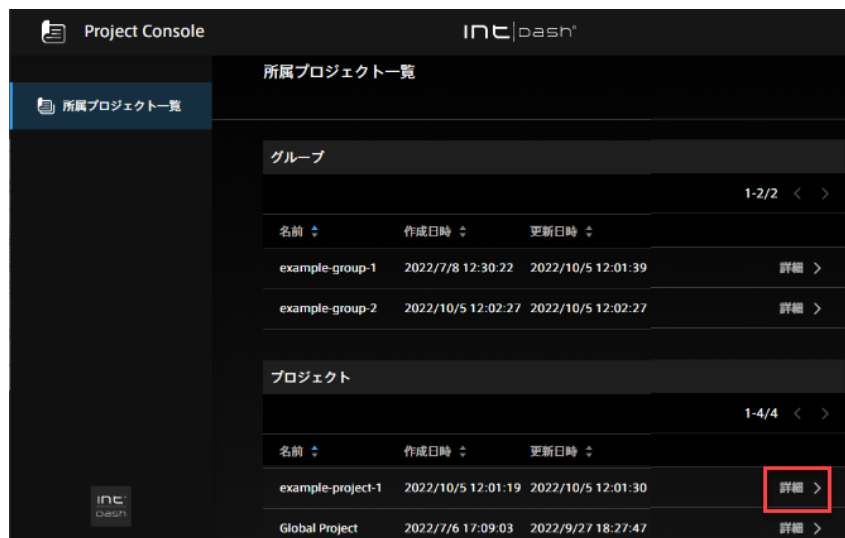 Project Console
int|dash
所属プロジェクト一覧
所属プロジェクト一覧
グループ
1-2/2
名前 作成日時 更新日時
example-group-1 2022/7/8 12:30:22 2022/10/5 12:01:39 詳細
example-group-2 2022/10/5 12:02:27 2022/10/5 12:02:27 詳細
プロジェクト
1-4/4
名前 作成日時 更新日時
example-project-1 2022/10/5 12:01:19 2022/10/5 12:01:30 詳細
Global Project 2022/7/6 17:09:03 2022/9/27 18:27:47 詳細
int
dash